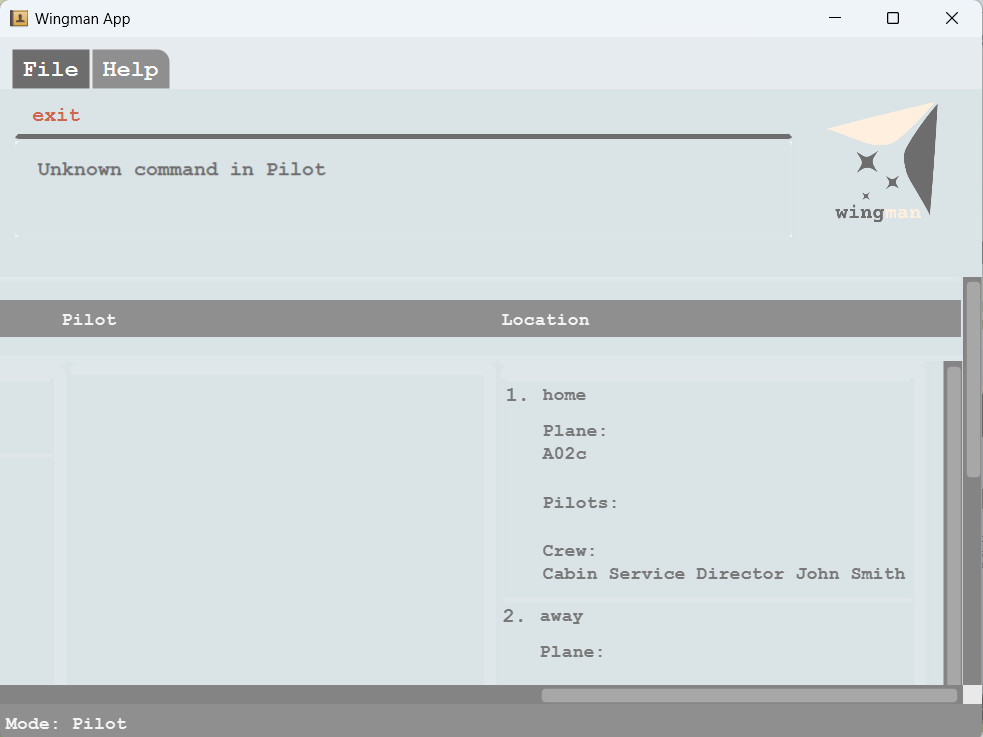 Wingman App
File Help
exit
Unknown command in Pilot
wingman
Pilot Location
1. home
Plane:
A02c
Pilots:
Crew:
Cabin Service Director John Smith
2. away
Plane:
Mode: Pilot